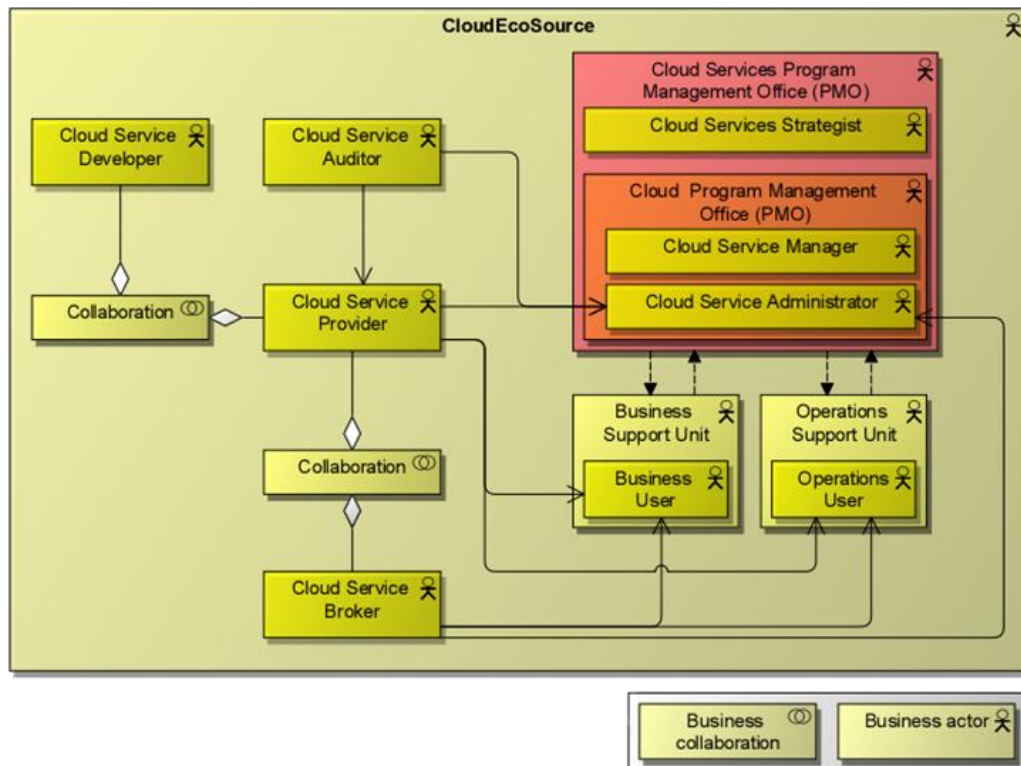 CloudEcoSource
Cloud Services Program
Management Office (PMO)
Cloud Services Strategist
Cloud Service
Developer
Cloud Service
Auditor
Cloud Program Management
Office (PMO)
Cloud Service Manager
Collaboration
Cloud Service
Provider
Cloud Service Administrator
Business
Support Unit
Operations
Support Unit
Collaboration
Business
User
Operations
User
Cloud Service
Broker
Business
collaboration
Business actor